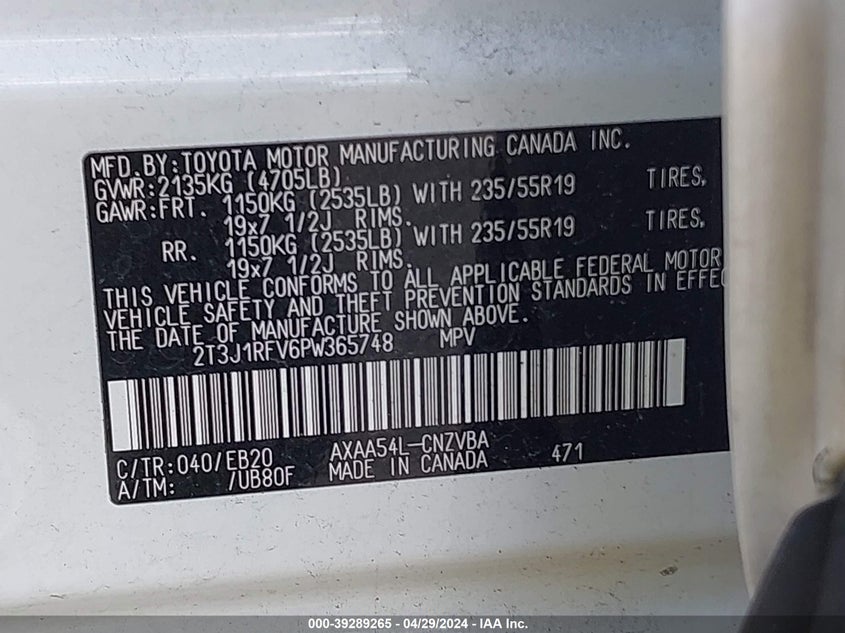 MFD.BY:TOYOTA MOTOR MANUFACTURING CANADA INC.
GVWR:2135KG (4705LB)
GAWR:FRT. 1150KG (2535LB) WITH 235/55R19 TIRES,
19x7 1/2J RIMS.
RR. 1150KG (2535LB) WITH 235/55R19 TIRES,
19x7 1/2J RIMS.
THIS VEHICLE CONFORMS TO ALL APPLICABLE FEDERAL MOTOR
VEHICLE SAFETY AND THEFT PREVENTION STANDARDS IN EFFEC
THE DATE OF MANUFACTURE SHOWN ABOVE.
2T3J1RFV6PW365748 MPV
C/TR:040/EB20 AXAA54L-CNZVBA 471
A/TM: /UB80F MADE IN CANADA
000-39289265 - 04/29/2024 - IAA Inc.